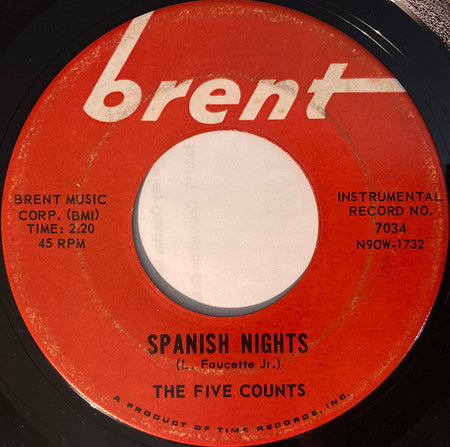 brent
BRENT MUSIC
CORP. (BMI)
TIME: 2:20
45 RPM
INSTRUMENTAL
RECORD NO.
7034
N9OW-1732
SPANISH NIGHTS
(L. Faucette Jr.)
THE FIVE COUNTS
A PRODUCT OF TIME RECORDS, INC.